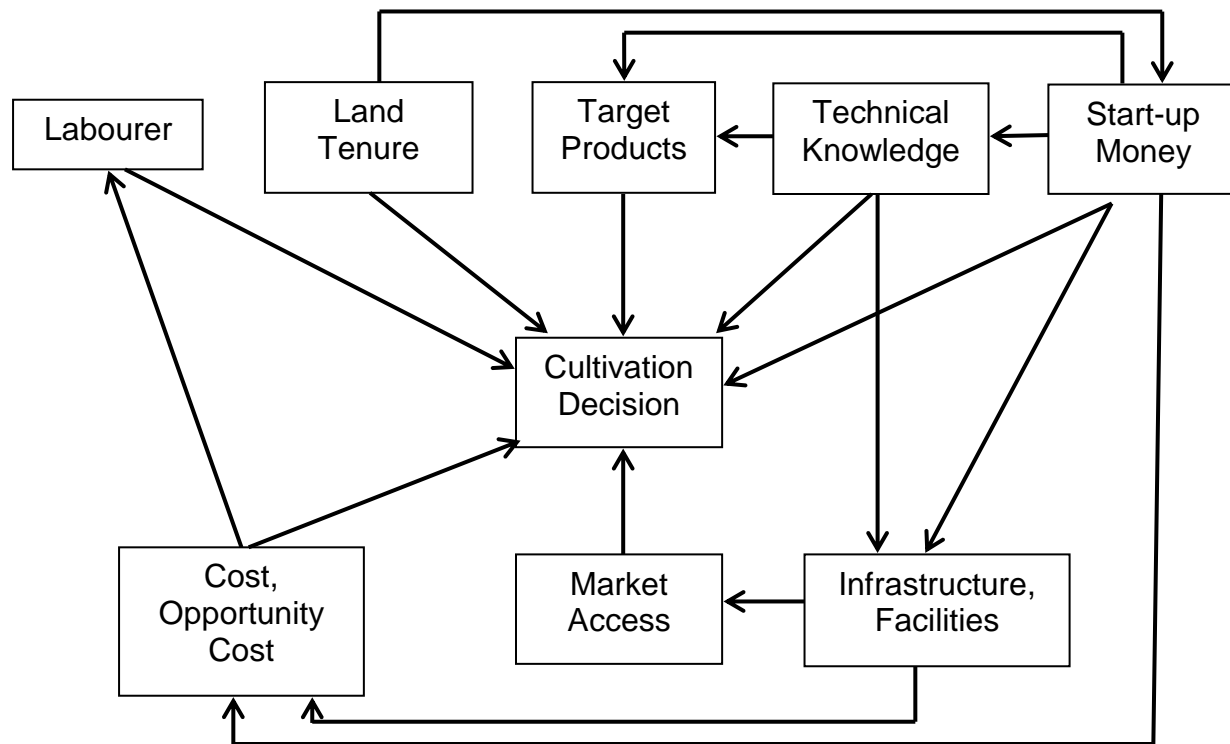 Labourer
Land
Tenure
Target
Products
Technical
Knowledge
Start-up
Money
Cultivation
Decision
Cost,
Opportunity
Cost
Market
Access
Infrastructure,
Facilities